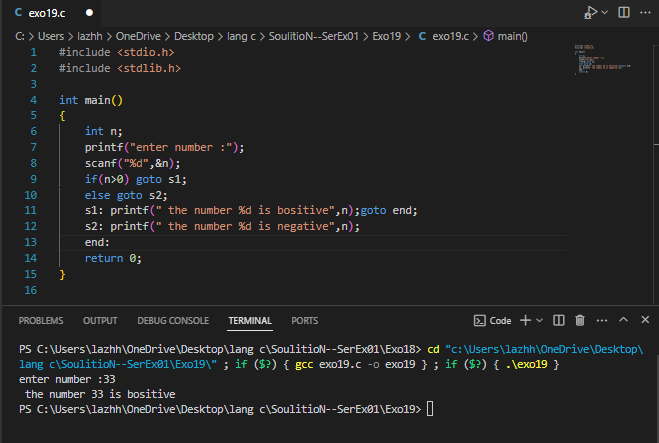 exo19.c
C: > Users > lazhh > OneDrive > Desktop > lang c > SoulitioN--SerEx01 > Exo19 > C exo19.c > main()
1 #include <stdio.h>
2 #include <stdlib.h>
3
4 int main()
5 {
6 int n;
7 printf("enter number :");
8 scanf("%d",&n);
9 if(n>0) goto s1;
10 else goto s2;
11 s1: printf(" the number %d is bositive",n);goto end;
12 s2: printf(" the number %d is negative",n);
13 end:
14 return 0;
15 }
16
PROBLEMS OUTPUT DEBUG CONSOLE TERMINAL PORTS Code
PS C:\Users\lazhh\OneDrive\Desktop\lang c\SoulitioN--SerEx01\Exo18> cd "c:\Users\lazhh\OneDrive\Desktop\
lang c\SoulitioN--SerEx01\Exo19\" ; if ($?) { gcc exo19.c -o exo19 } ; if ($?) { .\exo19 }
enter number :33
the number 33 is bositive
PS C:\Users\lazhh\OneDrive\Desktop\lang c\SoulitioN--SerEx01\Exo19>